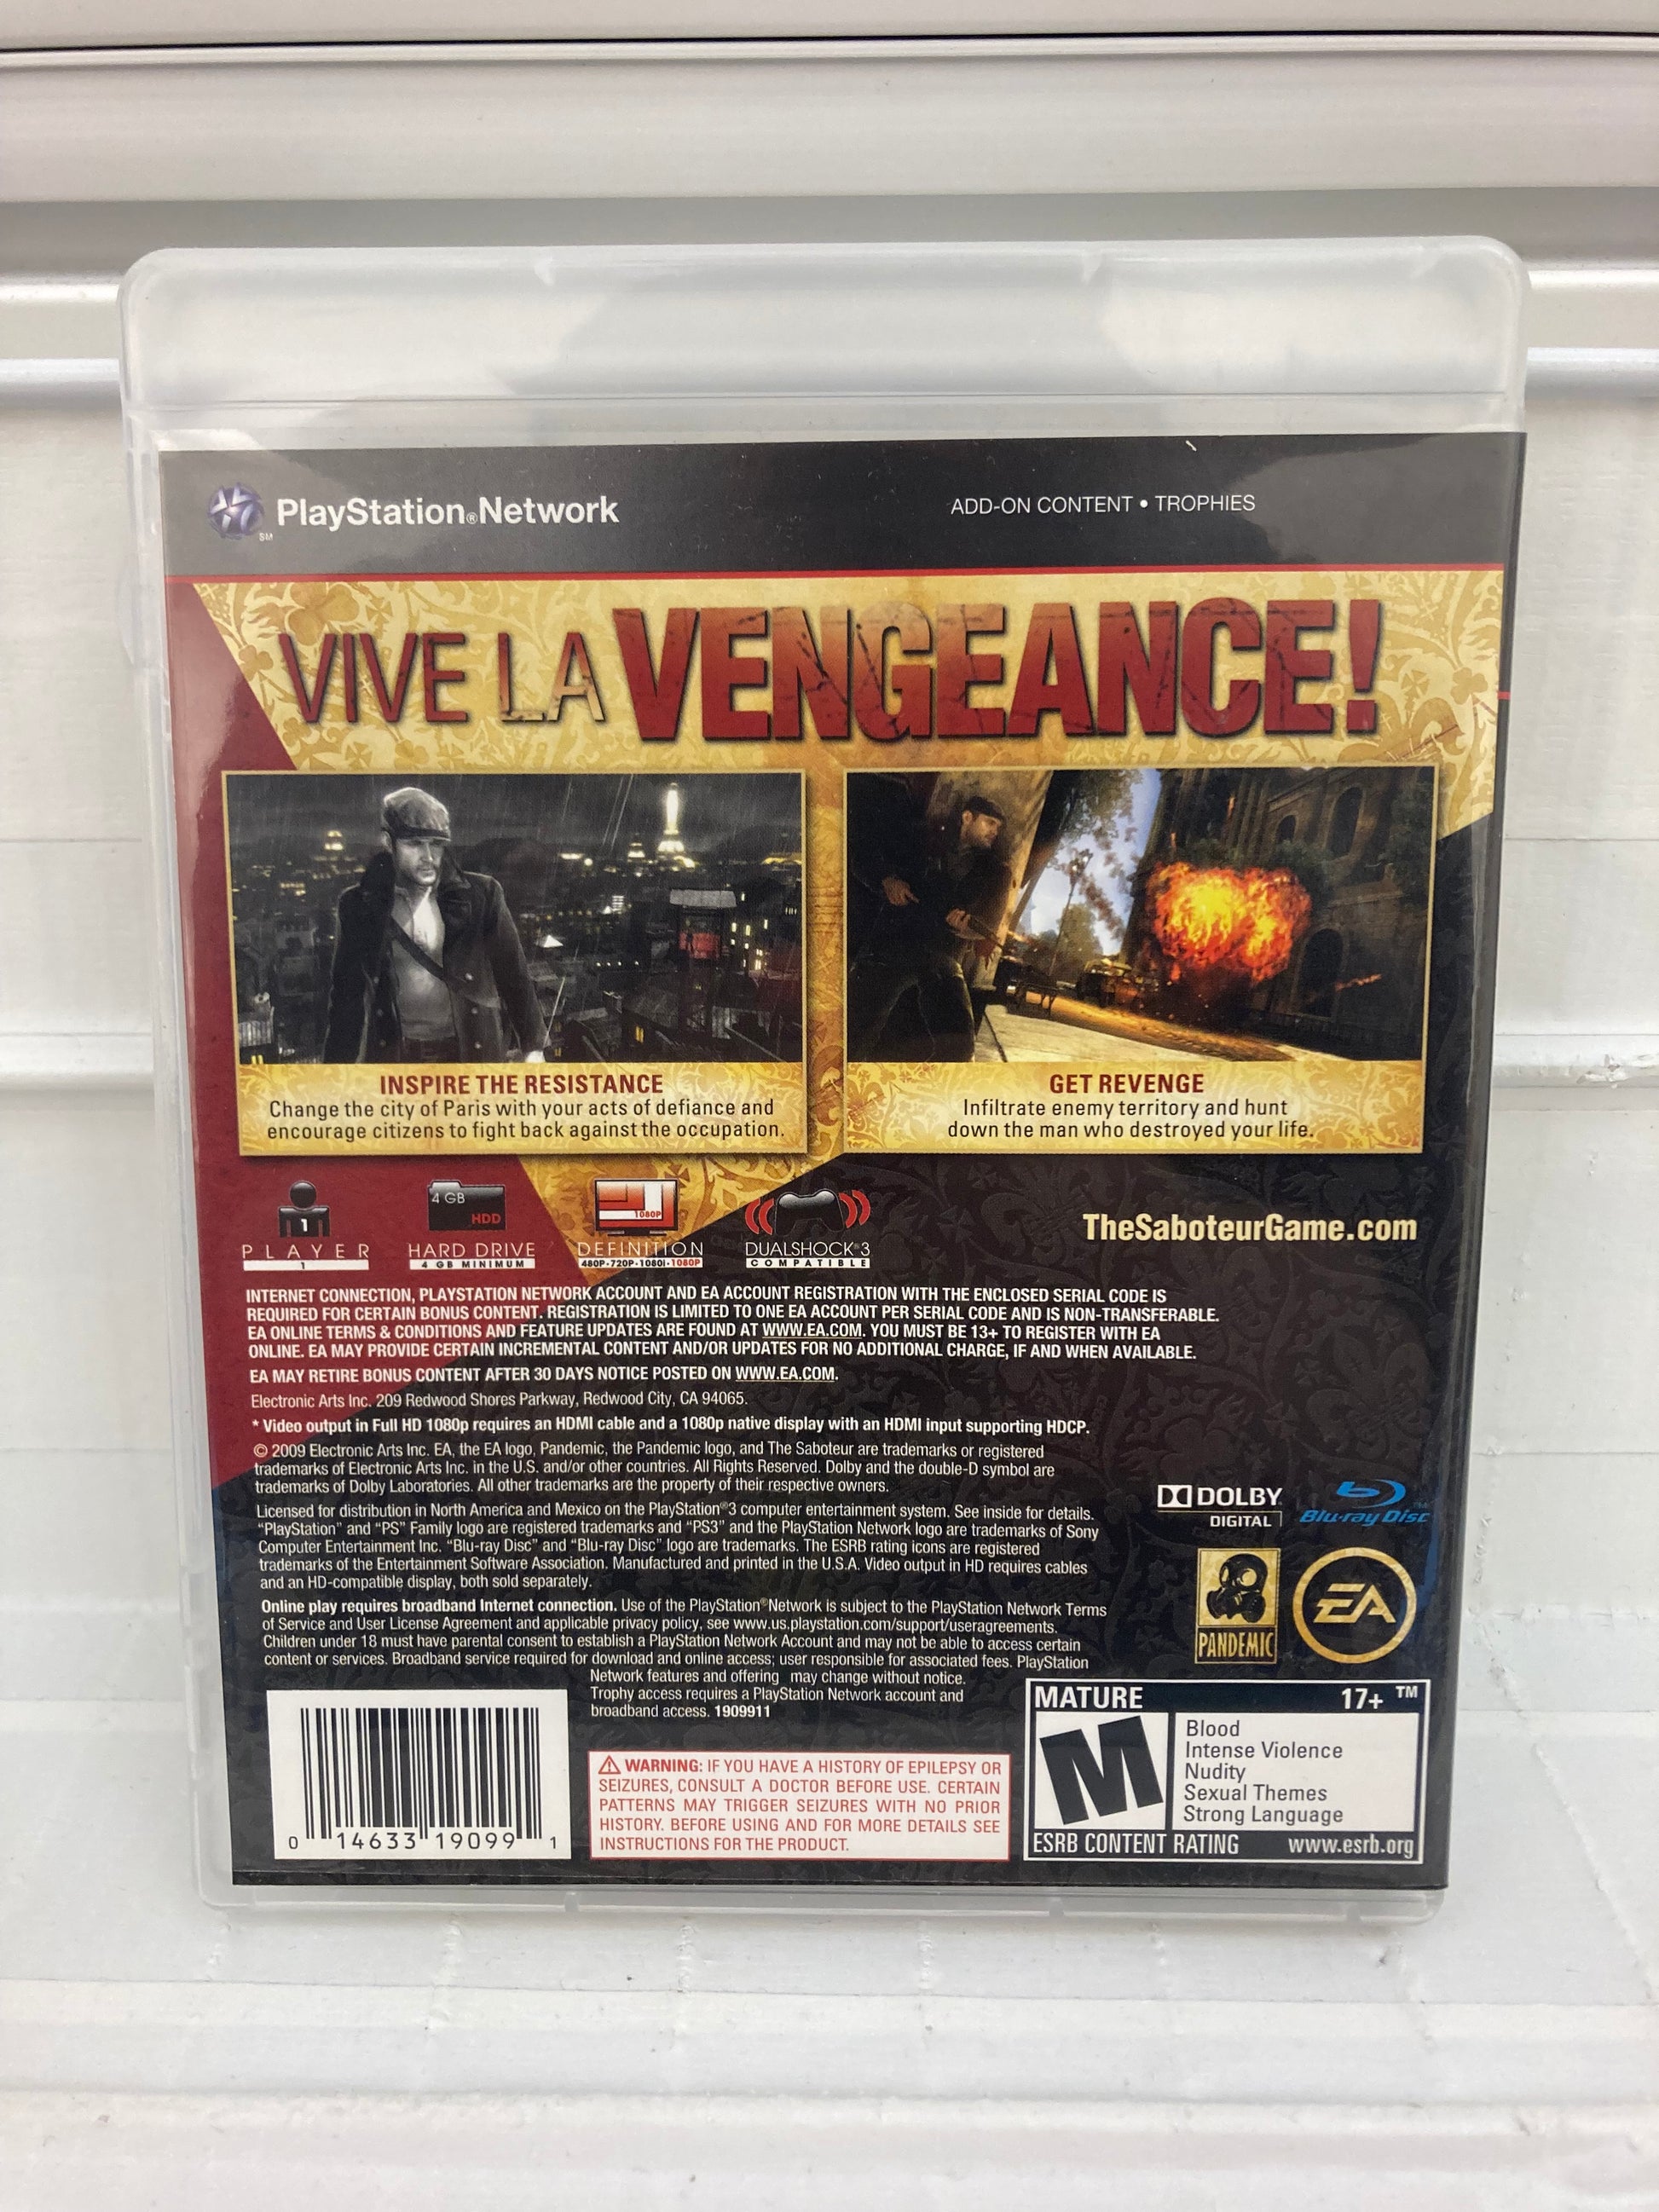 PlayStation®Network
SM
ADD-ON CONTENT • TROPHIES
VIVE LA VENGEANCE!
INSPIRE THE RESISTANCE
Change the city of Paris with your acts of defiance and
encourage citizens to fight back against the occupation.
GET REVENGE
Infiltrate enemy territory and hunt
down the man who destroyed your life.
1
PLAYER
1
4 GB
HDD
HARD DRIVE
4 GB MINIMUM
1080P
DEFINITION
480P•720P•1080i•1080P
DUALSHOCK®3
COMPATIBLE
TheSaboteurGame.com
INTERNET CONNECTION, PLAYSTATION NETWORK ACCOUNT AND EA ACCOUNT REGISTRATION WITH THE ENCLOSED SERIAL CODE IS
REQUIRED FOR CERTAIN BONUS CONTENT. REGISTRATION IS LIMITED TO ONE EA ACCOUNT PER SERIAL CODE AND IS NON-TRANSFERABLE.
EA ONLINE TERMS & CONDITIONS AND FEATURE UPDATES ARE FOUND AT WWW.EA.COM. YOU MUST BE 13+ TO REGISTER WITH EA
ONLINE. EA MAY PROVIDE CERTAIN INCREMENTAL CONTENT AND/OR UPDATES FOR NO ADDITIONAL CHARGE, IF AND WHEN AVAILABLE.
EA MAY RETIRE BONUS CONTENT AFTER 30 DAYS NOTICE POSTED ON WWW.EA.COM.
Electronic Arts Inc. 209 Redwood Shores Parkway, Redwood City, CA 94065.
* Video output in Full HD 1080p requires an HDMI cable and a 1080p native display with an HDMI input supporting HDCP.
© 2009 Electronic Arts Inc. EA, the EA logo, Pandemic, the Pandemic logo, and The Saboteur are trademarks or registered
trademarks of Electronic Arts Inc. in the U.S. and/or other countries. All Rights Reserved. Dolby and the double-D symbol are
trademarks of Dolby Laboratories. All other trademarks are the property of their respective owners.
Licensed for distribution in North America and Mexico on the PlayStation®3 computer entertainment system. See inside for details.
"PlayStation" and "PS" Family logo are registered trademarks and "PS3" and the PlayStation Network logo are trademarks of Sony
Computer Entertainment Inc. "Blu-ray Disc" and "Blu-ray Disc" logo are trademarks. The ESRB rating icons are registered
trademarks of the Entertainment Software Association. Manufactured and printed in the U.S.A. Video output in HD requires cables
and an HD-compatible display, both sold separately.
Online play requires broadband Internet connection. Use of the PlayStation®Network is subject to the PlayStation Network Terms
of Service and User License Agreement and applicable privacy policy, see www.us.playstation.com/support/useragreements.
Children under 18 must have parental consent to establish a PlayStation Network Account and may not be able to access certain
content or services. Broadband service required for download and online access; user responsible for associated fees. PlayStation
Network features and offering may change without notice.
Trophy access requires a PlayStation Network account and
broadband access. 1909911
DOLBY
DIGITAL
Blu-ray Disc™
PANDEMIC
EA
0 14633 19099 1
WARNING: IF YOU HAVE A HISTORY OF EPILEPSY OR
SEIZURES, CONSULT A DOCTOR BEFORE USE. CERTAIN
PATTERNS MAY TRIGGER SEIZURES WITH NO PRIOR
HISTORY. BEFORE USING AND FOR MORE DETAILS SEE
INSTRUCTIONS FOR THE PRODUCT.
MATURE 17+ ™
M
Blood
Intense Violence
Nudity
Sexual Themes
Strong Language
ESRB CONTENT RATING www.esrb.org